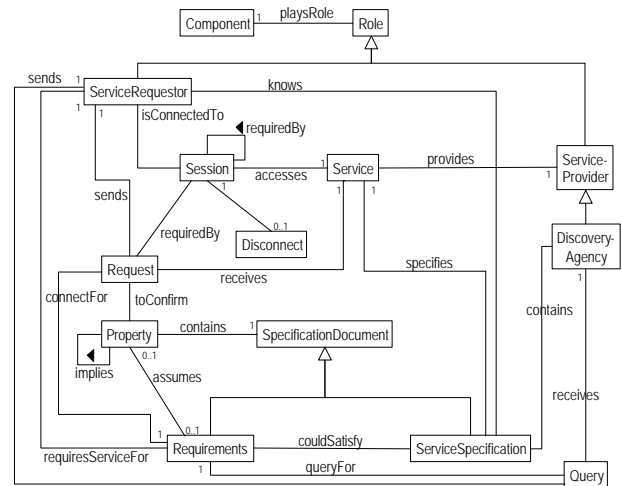 Component
1
playsRole
Role
sends
1
ServiceRequestor
knows
1
1
isConnectedTo
requiredBy
Session
accesses
1
Service
provides
1
Service-
Provider
1
1
1
sends
requiredBy
0..1
Disconnect
Discovery-
Agency
Request
receives
specifies
1
connectFor
toConfirm
contains
Property
contains
1
SpecificationDocument
0..1
implies
assumes
receives
1
0..1
Requirements
couldSatisfy
ServiceSpecification
requiresServiceFor
1
queryFor
Query